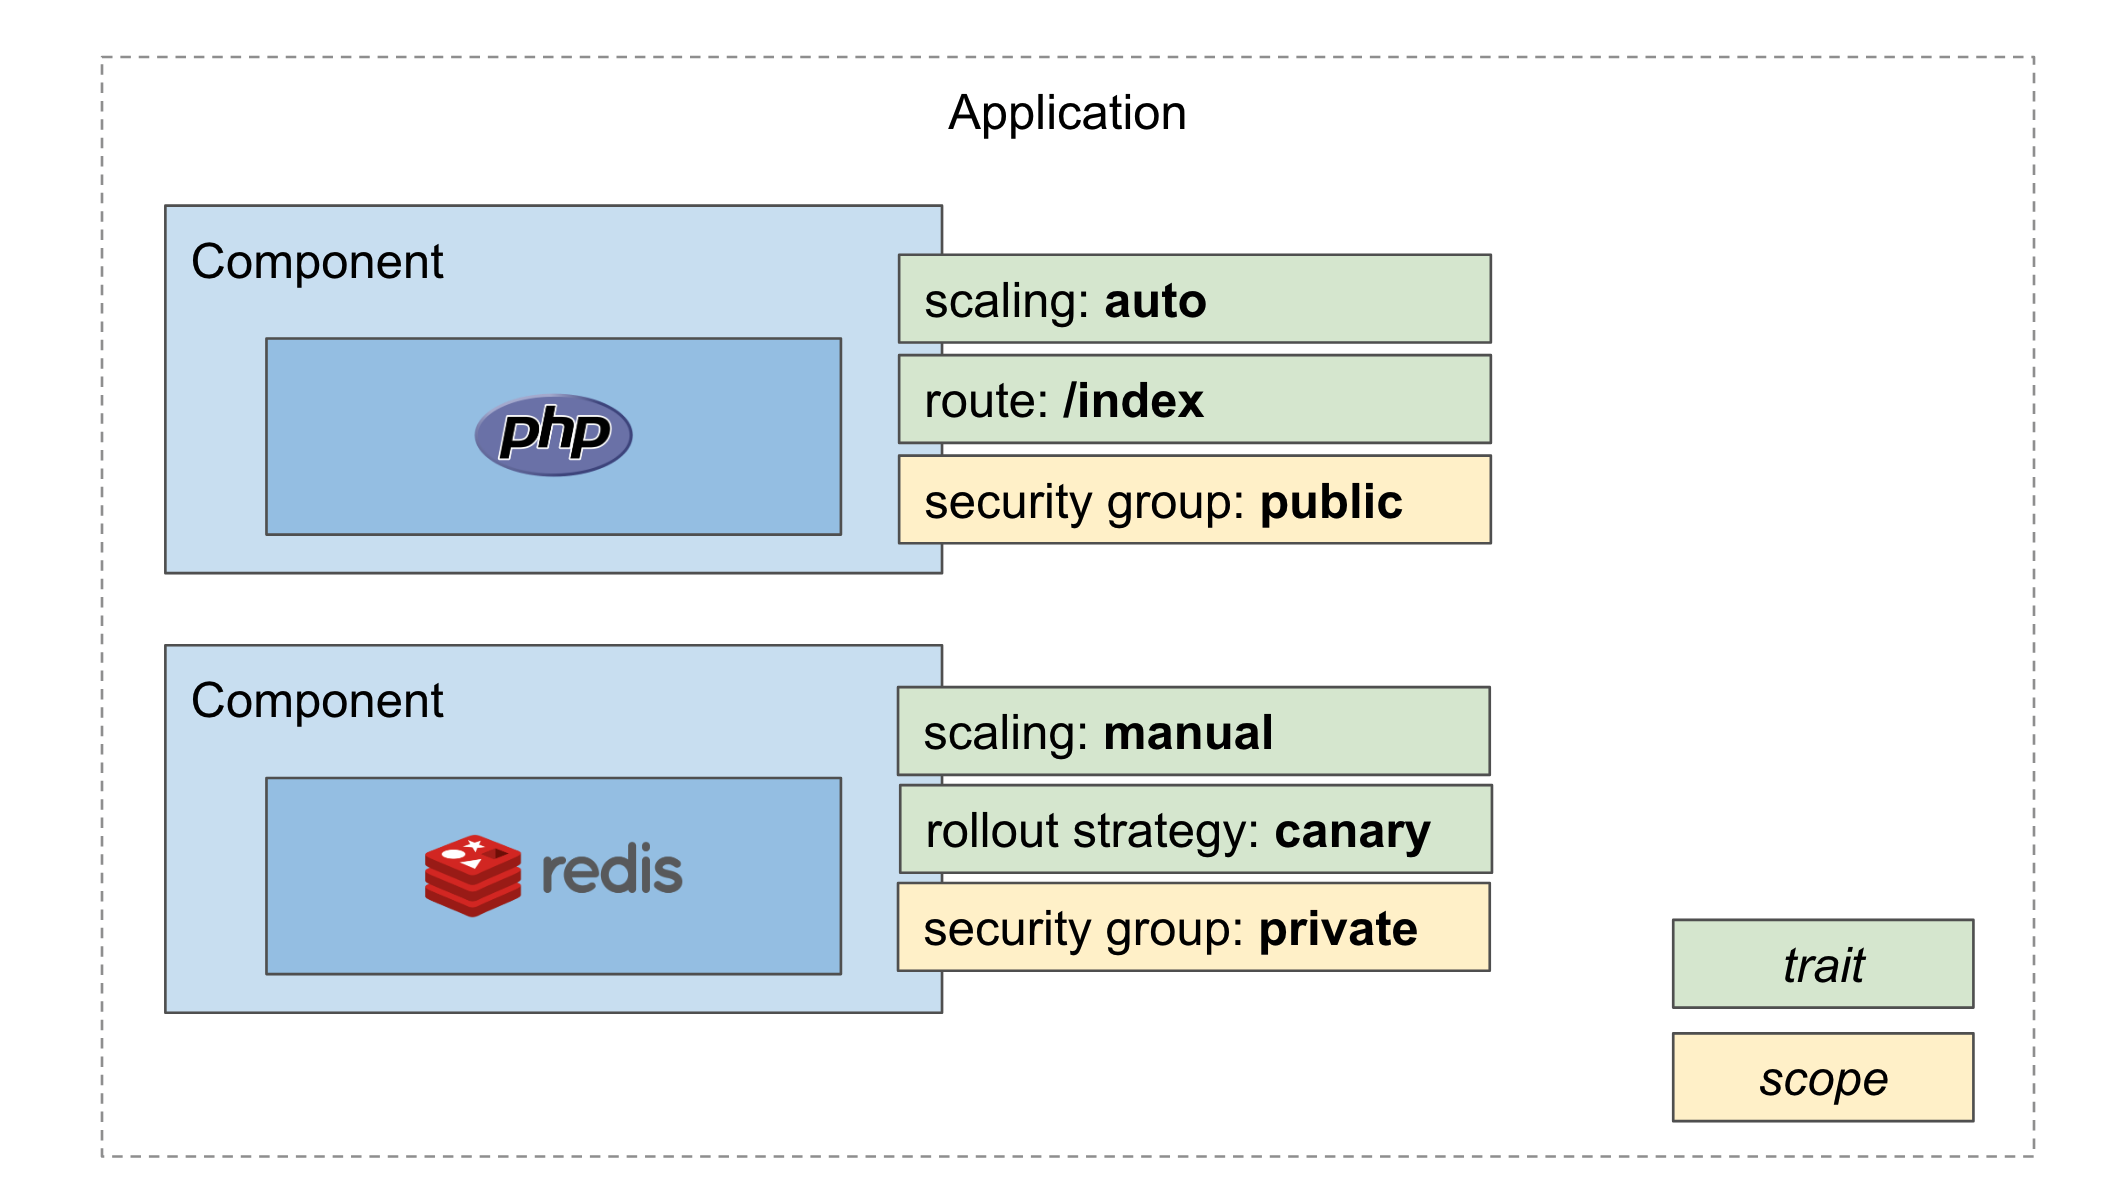 Application
Component
php
scaling: auto
route: /index
security group: public
Component
redis
scaling: manual
rollout strategy: canary
security group: private
trait
scope